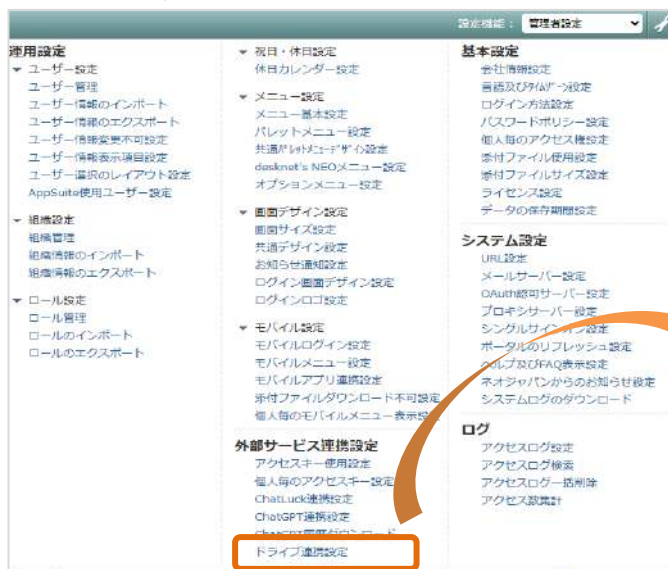 設定機能： 管理者設定
運用設定
ユーザー設定
ユーザー管理
ユーザー情報のインポート
ユーザー情報のエクスポート
ユーザー情報変更不可設定
ユーザー情報表示項目設定
ユーザー選択のレイアウト設定
AppSuite使用ユーザー設定
組織設定
組織管理
組織情報のインポート
組織情報のエクスポート
ロール設定
ロール管理
ロールのインポート
ロールのエクスポート
祝日・休日設定
休日カレンダー設定
メニュー設定
メニュー基本設定
パレットメニュー設定
共通ﾊﾟﾚｯﾄﾒﾆｭｰﾃﾞｻﾞｲﾝ設定
desknet's NEOメニュー設定
オプションメニュー設定
画面デザイン設定
画面サイズ設定
共通デザイン設定
お知らせ通知設定
ログイン画面デザイン設定
ログインロゴ設定
モバイル設定
モバイルログイン設定
モバイルメニュー設定
モバイルアプリ連携設定
添付ファイルダウンロード不可設定
個人毎のモバイルメニュー表示設定
外部サービス連携設定
アクセスキー使用設定
個人毎のアクセスキー設定
ChatLuck連携設定
ChatGPT連携設定
ChatGPT履歴ダウンロード
ドライブ連携設定
基本設定
会社情報設定
言語及びﾀｲﾑｿﾞｰﾝ設定
ログイン方法設定
パスワードポリシー設定
個人毎のアクセス権設定
添付ファイル使用設定
添付ファイルサイズ設定
ライセンス設定
データの保存期間設定
システム設定
URL設定
メールサーバー設定
OAuth認可サーバー設定
プロキシサーバー設定
シングルサインオン設定
ポータルのリフレッシュ設定
ヘルプ及びFAQ表示設定
ネオジャパンからのお知らせ設定
システムログのダウンロード
ログ
アクセスログ設定
アクセスログ検索
アクセスログ一括削除
アクセス数集計